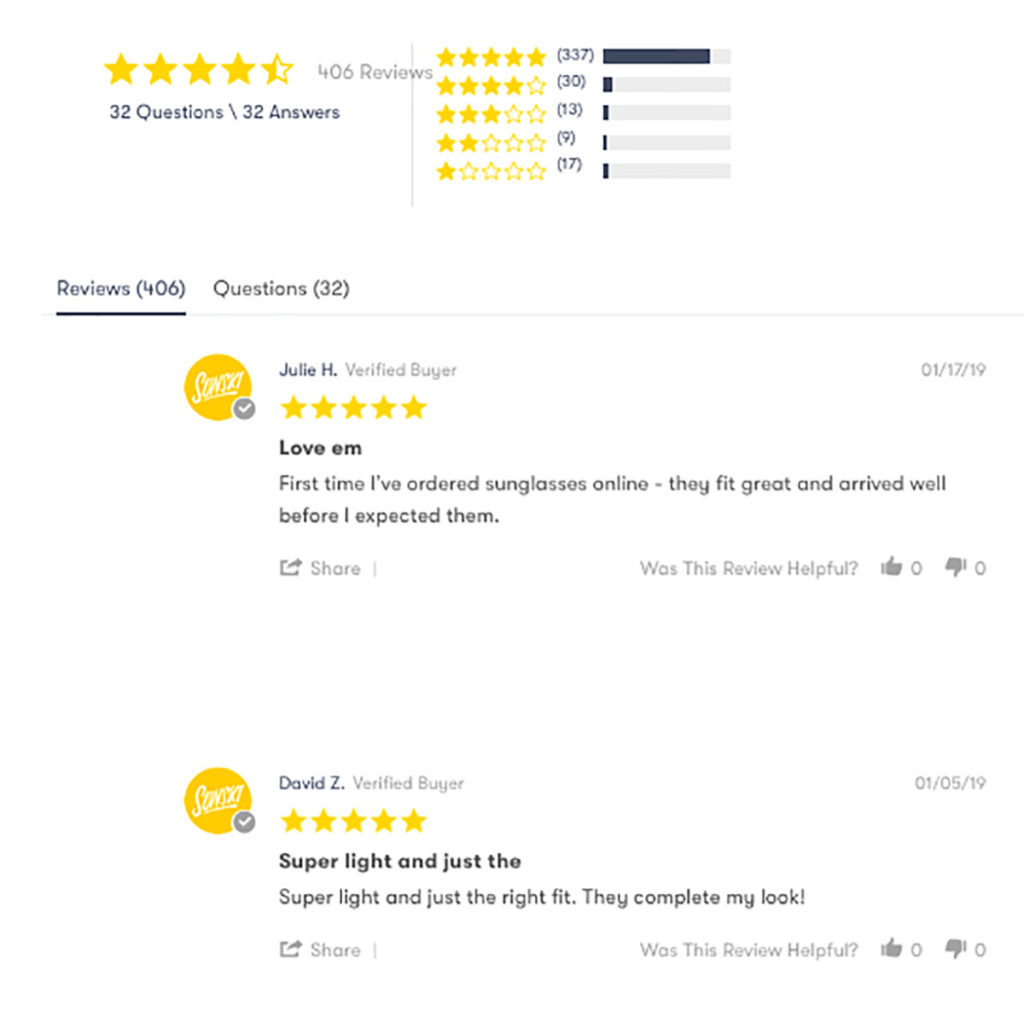 406 Reviews
32 Questions \ 32 Answers
(337)
(30)
(13)
(9)
(17)
Reviews (406) Questions (32)
SUNSKI
Julie H. Verified Buyer 01/17/19
Love em
First time I've ordered sunglasses online - they fit great and arrived well
before I expected them.
Share | Was This Review Helpful? 0 0
SUNSKI
David Z. Verified Buyer 01/05/19
Super light and just the
Super light and just the right fit. They complete my look!
Share | Was This Review Helpful? 0 0